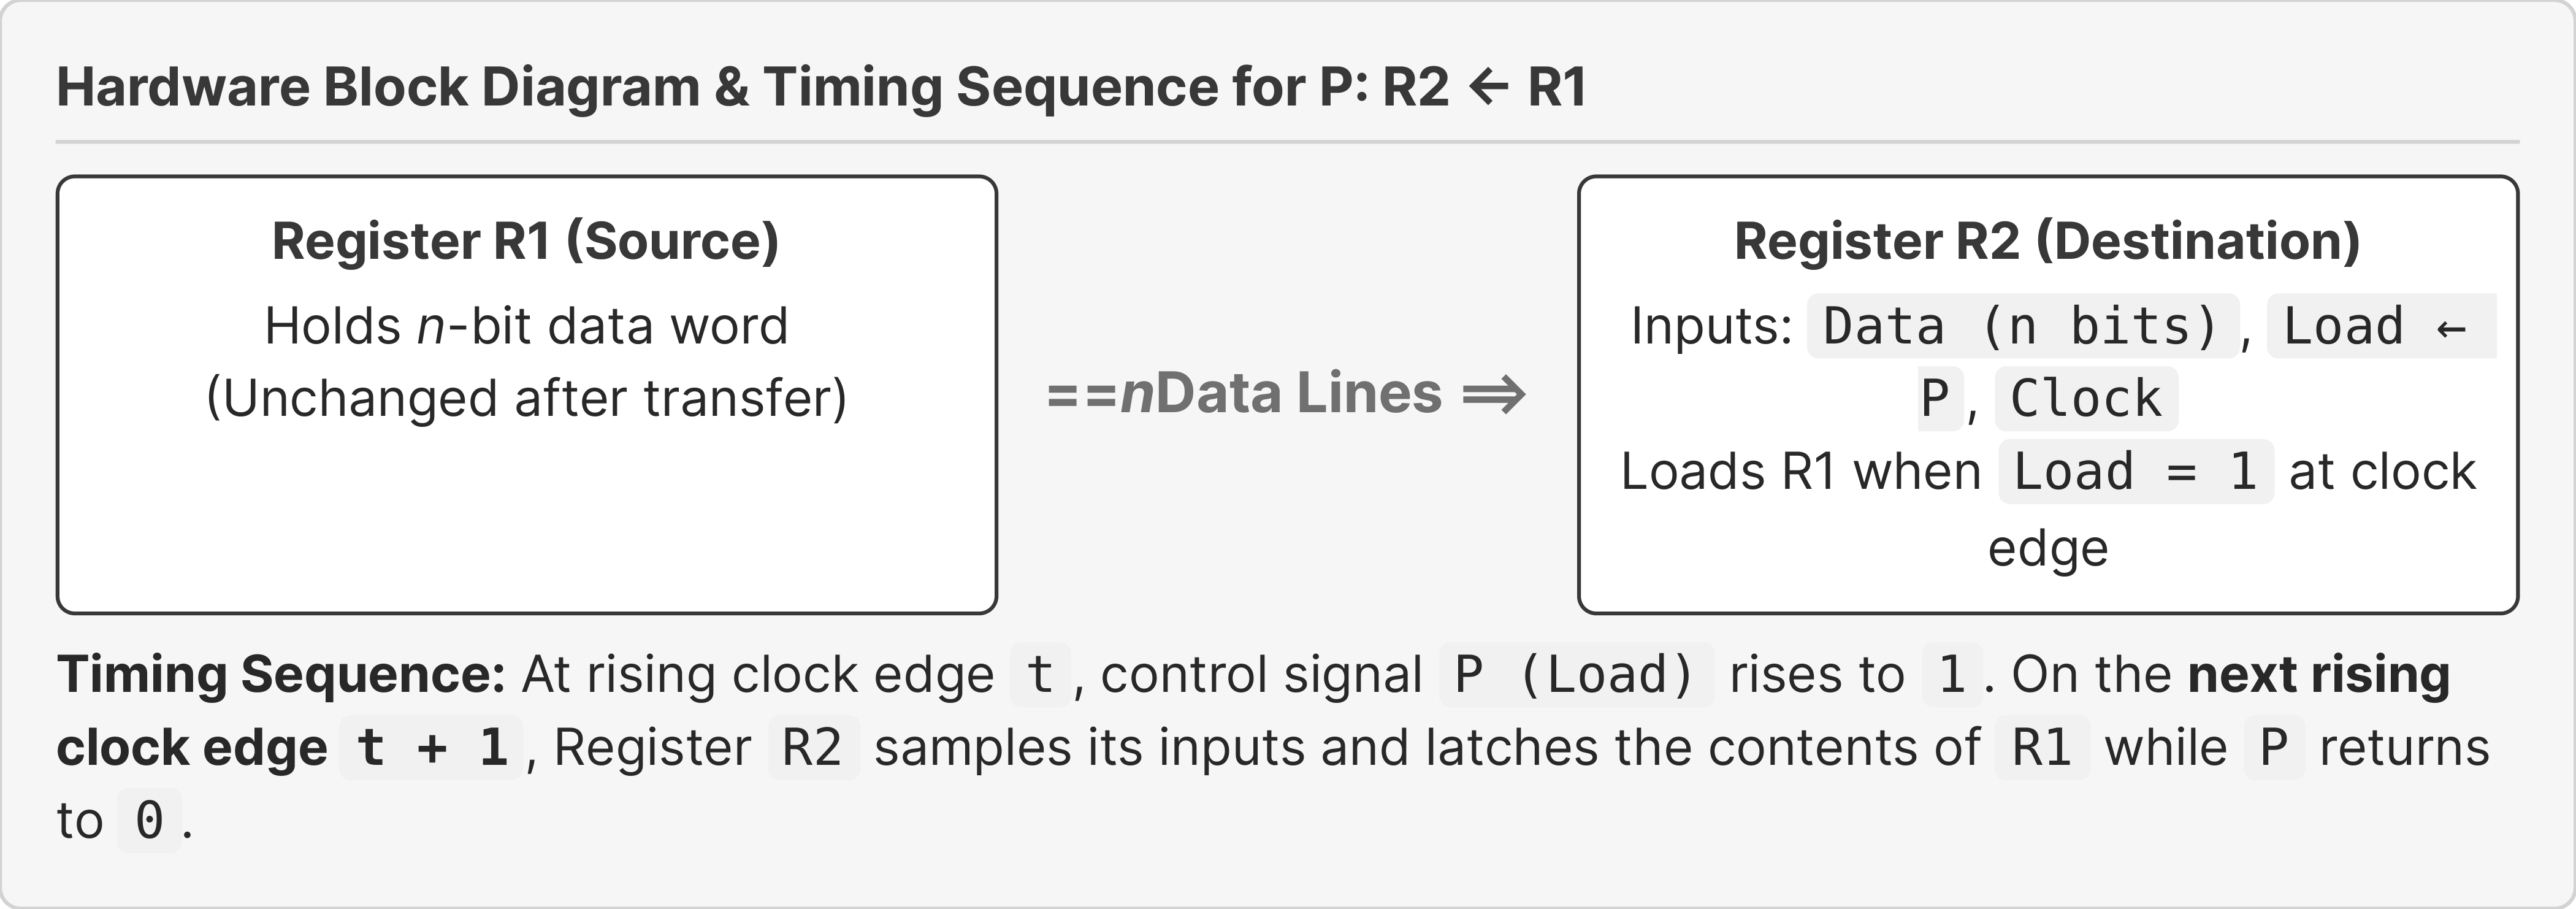 Hardware Block Diagram & Timing Sequence for P: R2 ← R1
Register R1 (Source)
Holds n-bit data word
(Unchanged after transfer)
==nData Lines ⇒
Register R2 (Destination)
Inputs: Data (n bits), Load ←
P, Clock
Loads R1 when Load = 1 at clock
edge
Timing Sequence: At rising clock edge t, control signal P (Load) rises to 1. On the next rising
clock edge t + 1, Register R2 samples its inputs and latches the contents of R1 while P returns
to 0.